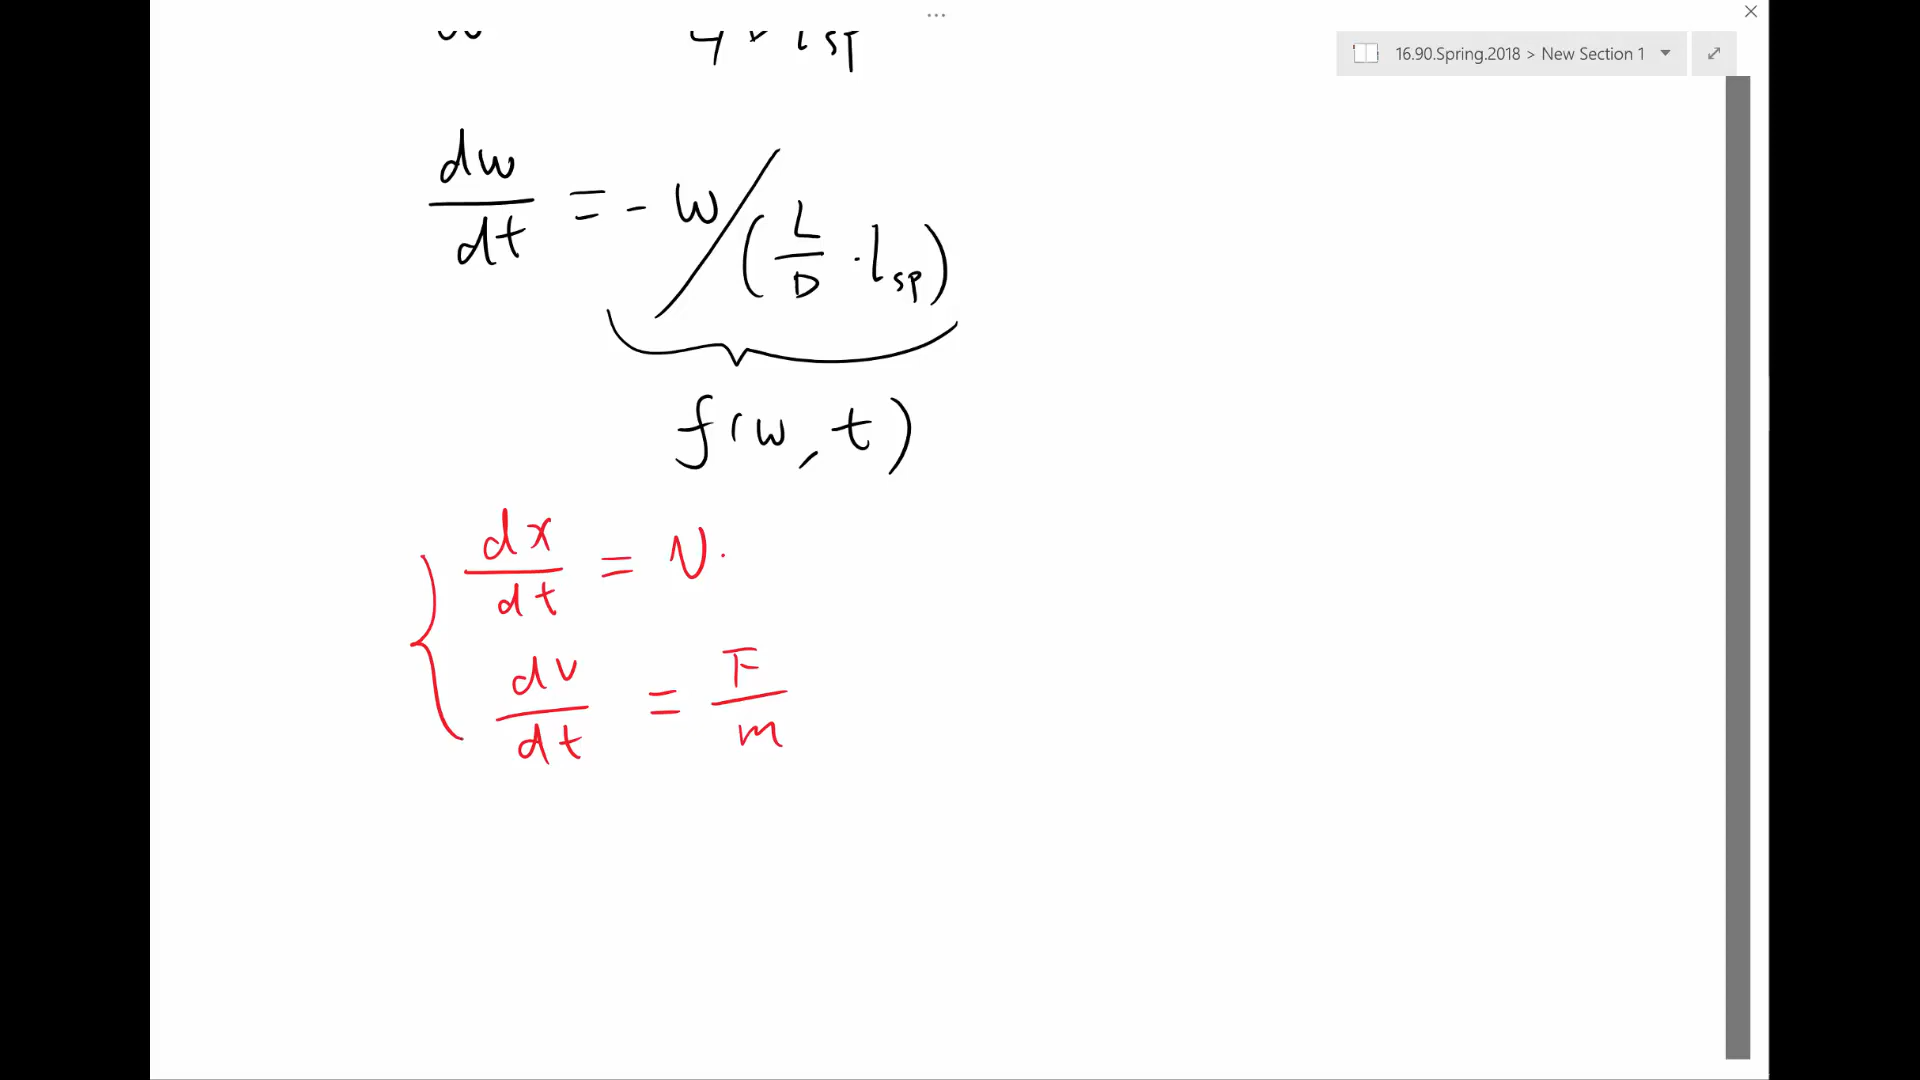 ...
16.90.Spring.2018 > New Section 1
dw/dt = - w/(L/D · Isp)
f(w, t)
dx/dt = v.
dv/dt = F/m